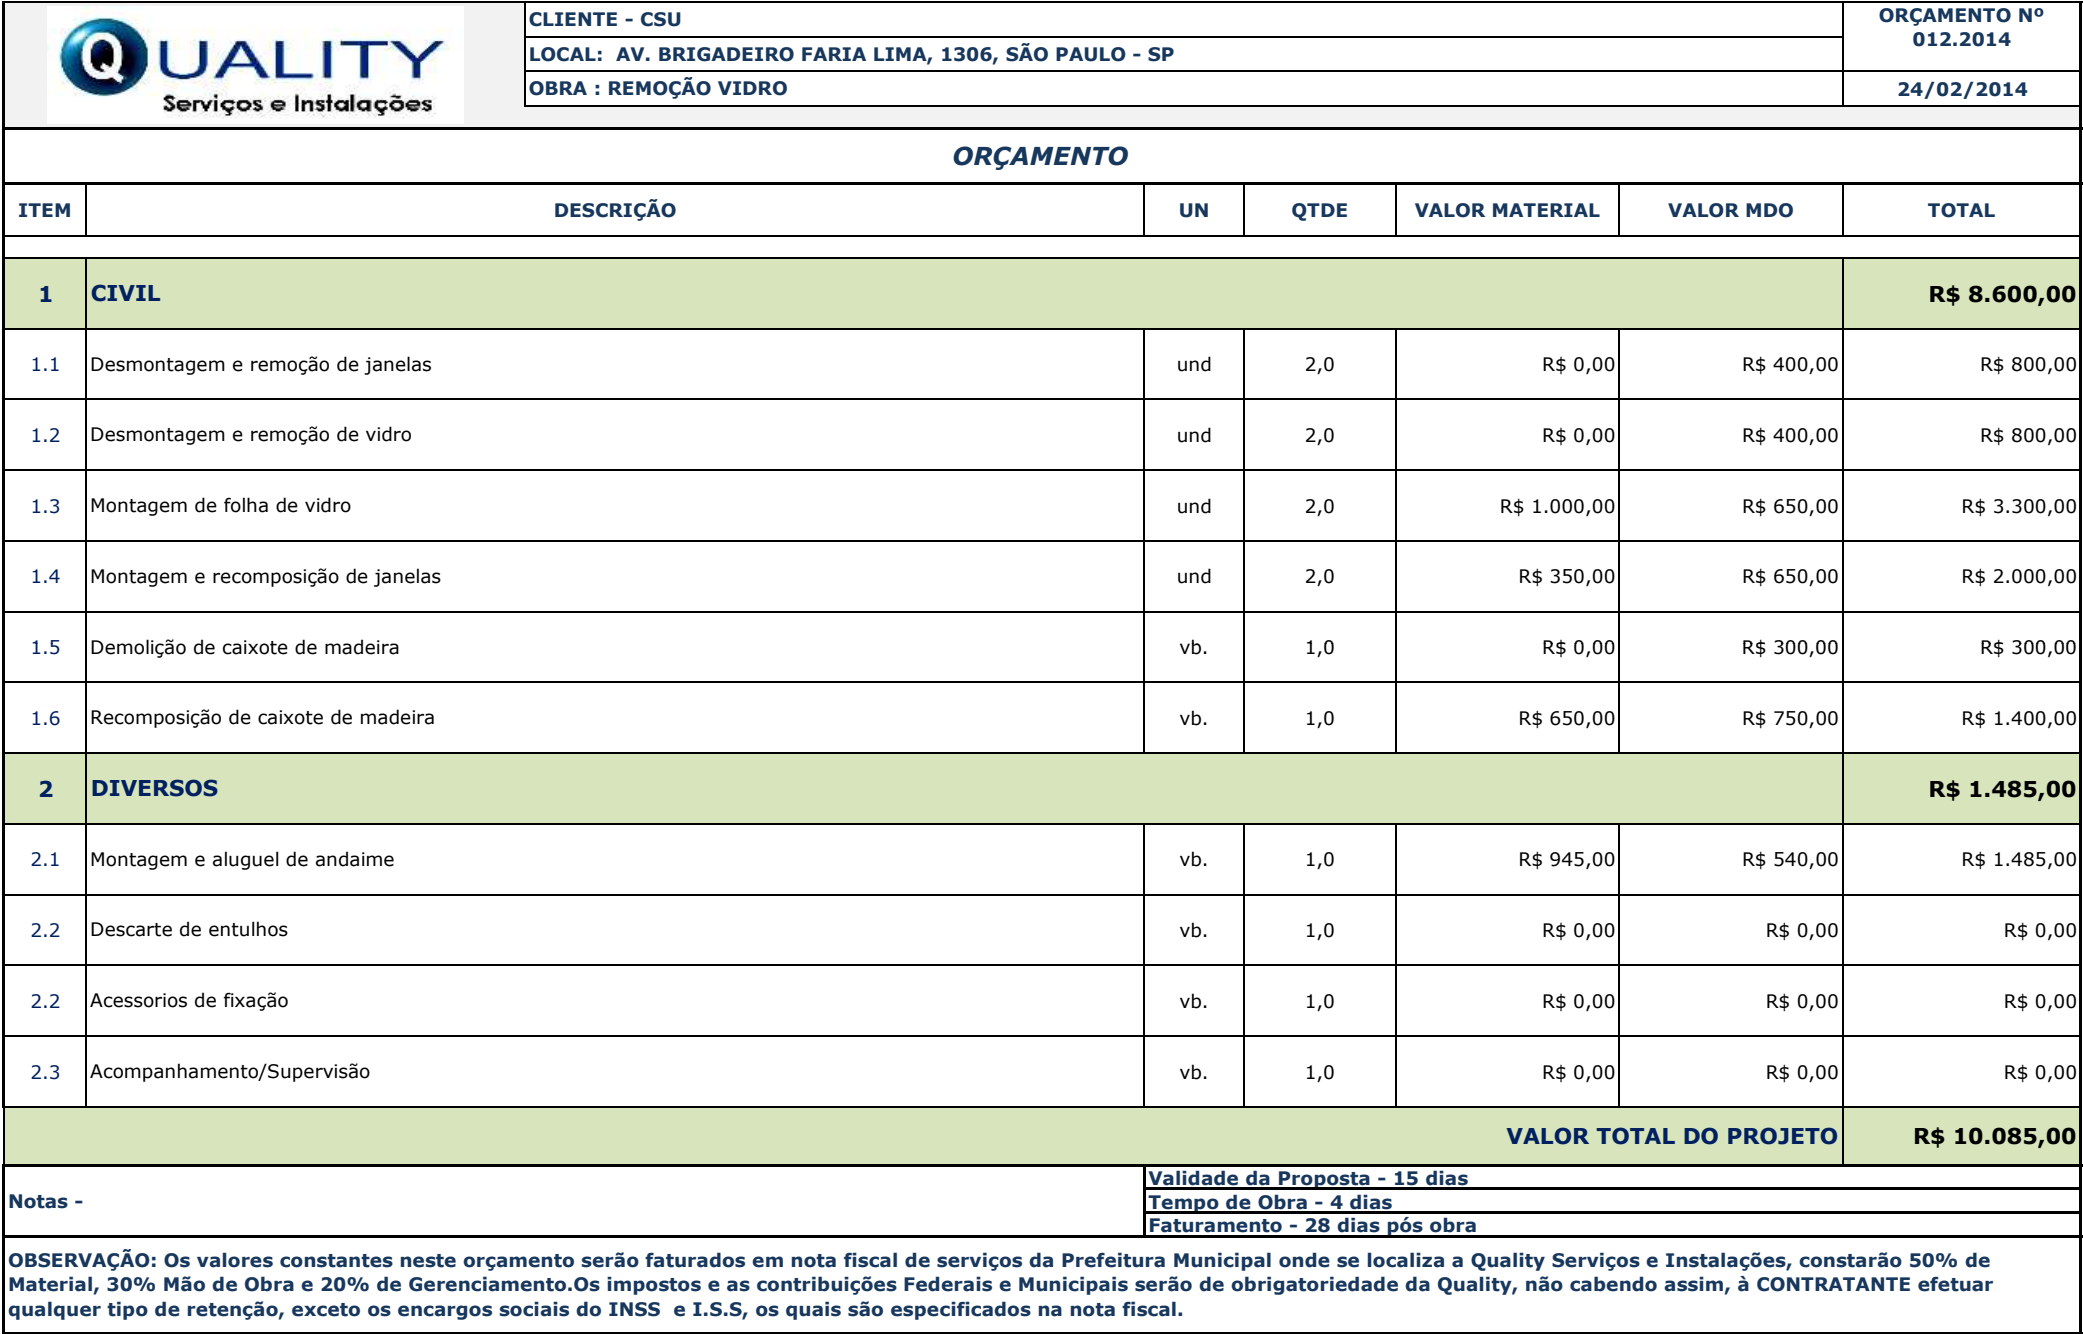 QUALITY
Serviços e Instalações
CLIENTE - CSU
LOCAL: AV. BRIGADEIRO FARIA LIMA, 1306, SÃO PAULO - SP
OBRA : REMOÇÃO VIDRO
ORÇAMENTO Nº
012.2014
24/02/2014
ORÇAMENTO
ITEM DESCRIÇÃO UN QTDE VALOR MATERIAL VALOR MDO TOTAL
1 CIVIL R$ 8.600,00
1.1 Desmontagem e remoção de janelas und 2,0 R$ 0,00 R$ 400,00 R$ 800,00
1.2 Desmontagem e remoção de vidro und 2,0 R$ 0,00 R$ 400,00 R$ 800,00
1.3 Montagem de folha de vidro und 2,0 R$ 1.000,00 R$ 650,00 R$ 3.300,00
1.4 Montagem e recomposição de janelas und 2,0 R$ 350,00 R$ 650,00 R$ 2.000,00
1.5 Demolição de caixote de madeira vb. 1,0 R$ 0,00 R$ 300,00 R$ 300,00
1.6 Recomposição de caixote de madeira vb. 1,0 R$ 650,00 R$ 750,00 R$ 1.400,00
2 DIVERSOS R$ 1.485,00
2.1 Montagem e aluguel de andaime vb. 1,0 R$ 945,00 R$ 540,00 R$ 1.485,00
2.2 Descarte de entulhos vb. 1,0 R$ 0,00 R$ 0,00 R$ 0,00
2.2 Acessorios de fixação vb. 1,0 R$ 0,00 R$ 0,00 R$ 0,00
2.3 Acompanhamento/Supervisão vb. 1,0 R$ 0,00 R$ 0,00 R$ 0,00
VALOR TOTAL DO PROJETO R$ 10.085,00
Notas -
Validade da Proposta - 15 dias
Tempo de Obra - 4 dias
Faturamento - 28 dias pós obra
OBSERVAÇÃO: Os valores constantes neste orçamento serão faturados em nota fiscal de serviços da Prefeitura Municipal onde se localiza a Quality Serviços e Instalações, constarão 50% de
Material, 30% Mão de Obra e 20% de Gerenciamento.Os impostos e as contribuições Federais e Municipais serão de obrigatoriedade da Quality, não cabendo assim, à CONTRATANTE efetuar
qualquer tipo de retenção, exceto os encargos sociais do INSS e I.S.S, os quais são especificados na nota fiscal.